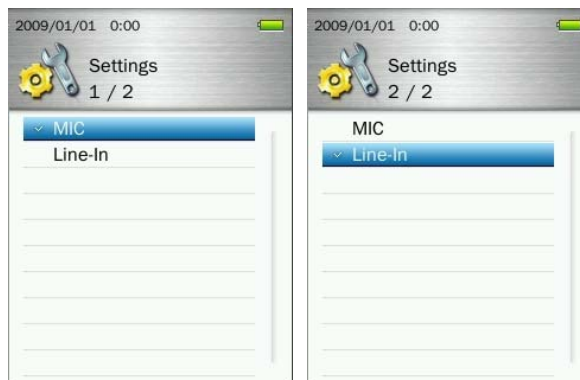 2009/01/01 0:00
Settings
1 / 2
MIC
Line-In
2009/01/01 0:00
Settings
2 / 2
MIC
Line-In